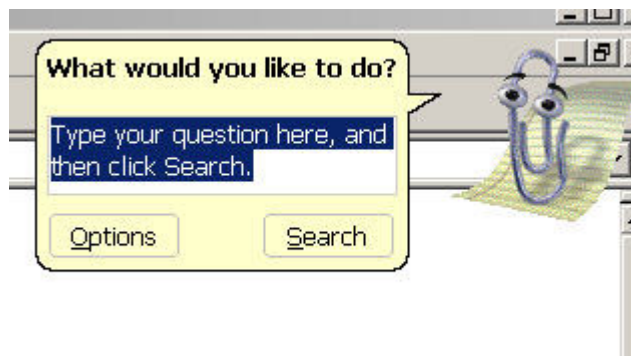 What would you like to do?
Type your question here, and
then click Search.
Options
Search